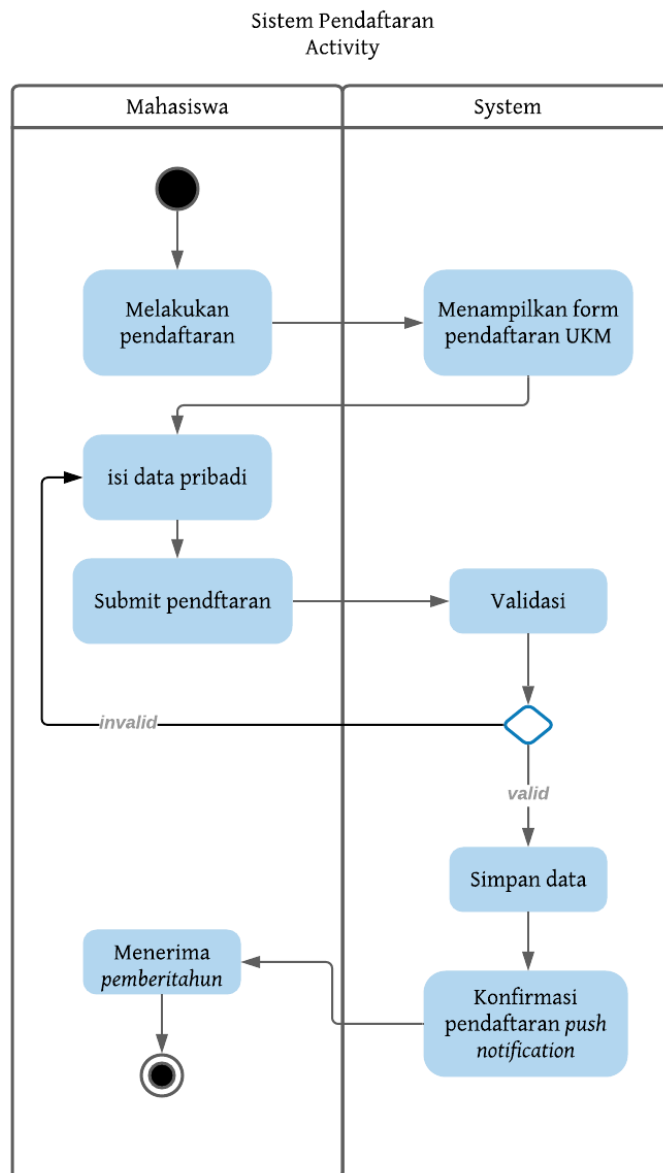 Sistem Pendaftaran
Activity
Mahasiswa
System
Melakukan
pendaftaran
Menampilkan form
pendaftaran UKM
isi data pribadi
Submit pendftaran
Validasi
invalid
valid
Simpan data
Menerima
pemberitahun
Konfirmasi
pendaftaran push
notification